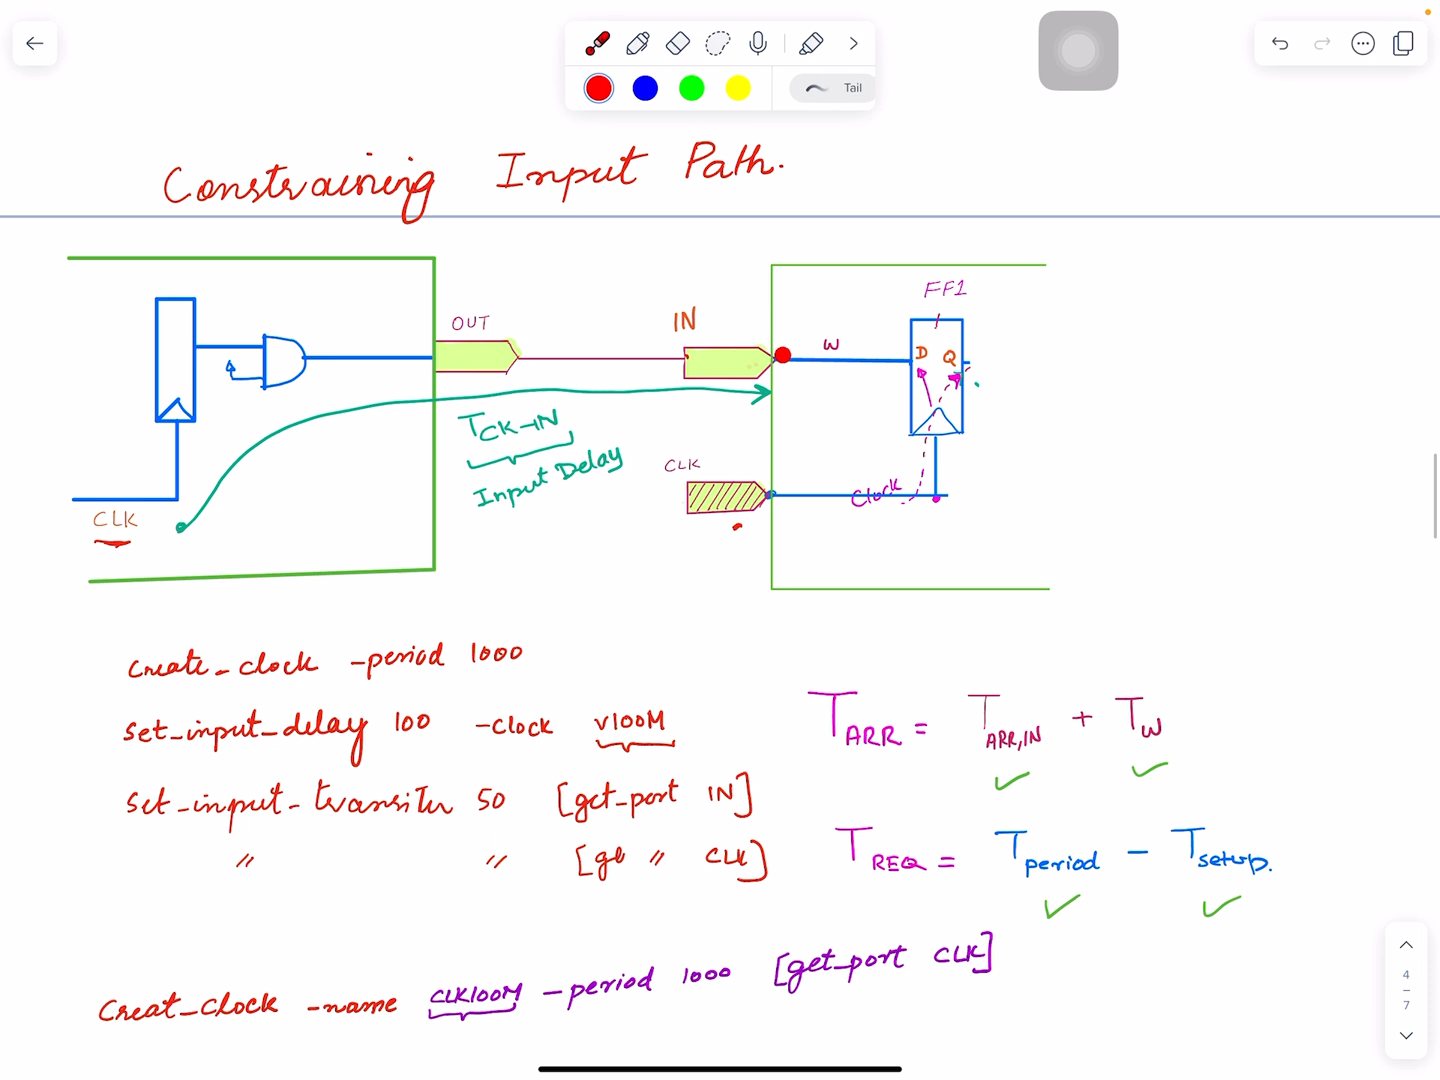 Tail
Constraining Input Path.
FF1
OUT
IN
W
D Q
TCK-IN
Input Delay
CLK
Clock
CLK
create_clock -period 1000
set_input_delay 100 -clock v100M
set_input_transiton 50 [get_port IN]
" " [ge " CLK]
TARR = TARR,IN + TW
TREQ = Tperiod - Tsetup.
Creat_clock -name CLK100M -period 1000 [get_port CLK]
4
-
7